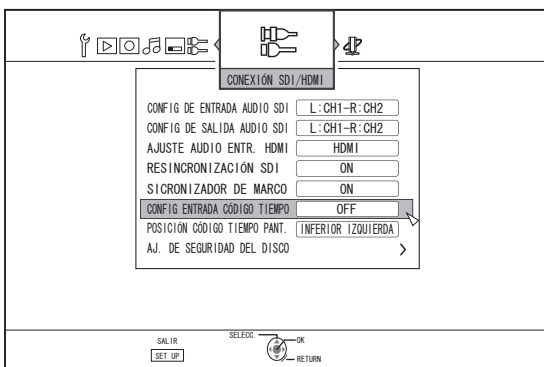 CONEXIÓN SDI/HDMI
CONFIG DE ENTRADA AUDIO SDI L:CH1-R:CH2
CONFIG DE SALIDA AUDIO SDI L:CH1-R:CH2
AJUSTE AUDIO ENTR. HDMI HDMI
RESINCRONIZACIÓN SDI ON
SICRONIZADOR DE MARCO ON
CONFIG ENTRADA CÓDIGO TIEMPO OFF
POSICIÓN CÓDIGO TIEMPO PANT. INFERIOR IZQUIERDA
AJ. DE SEGURIDAD DEL DISCO
SALIR SELECC. OK
SET UP RETURN